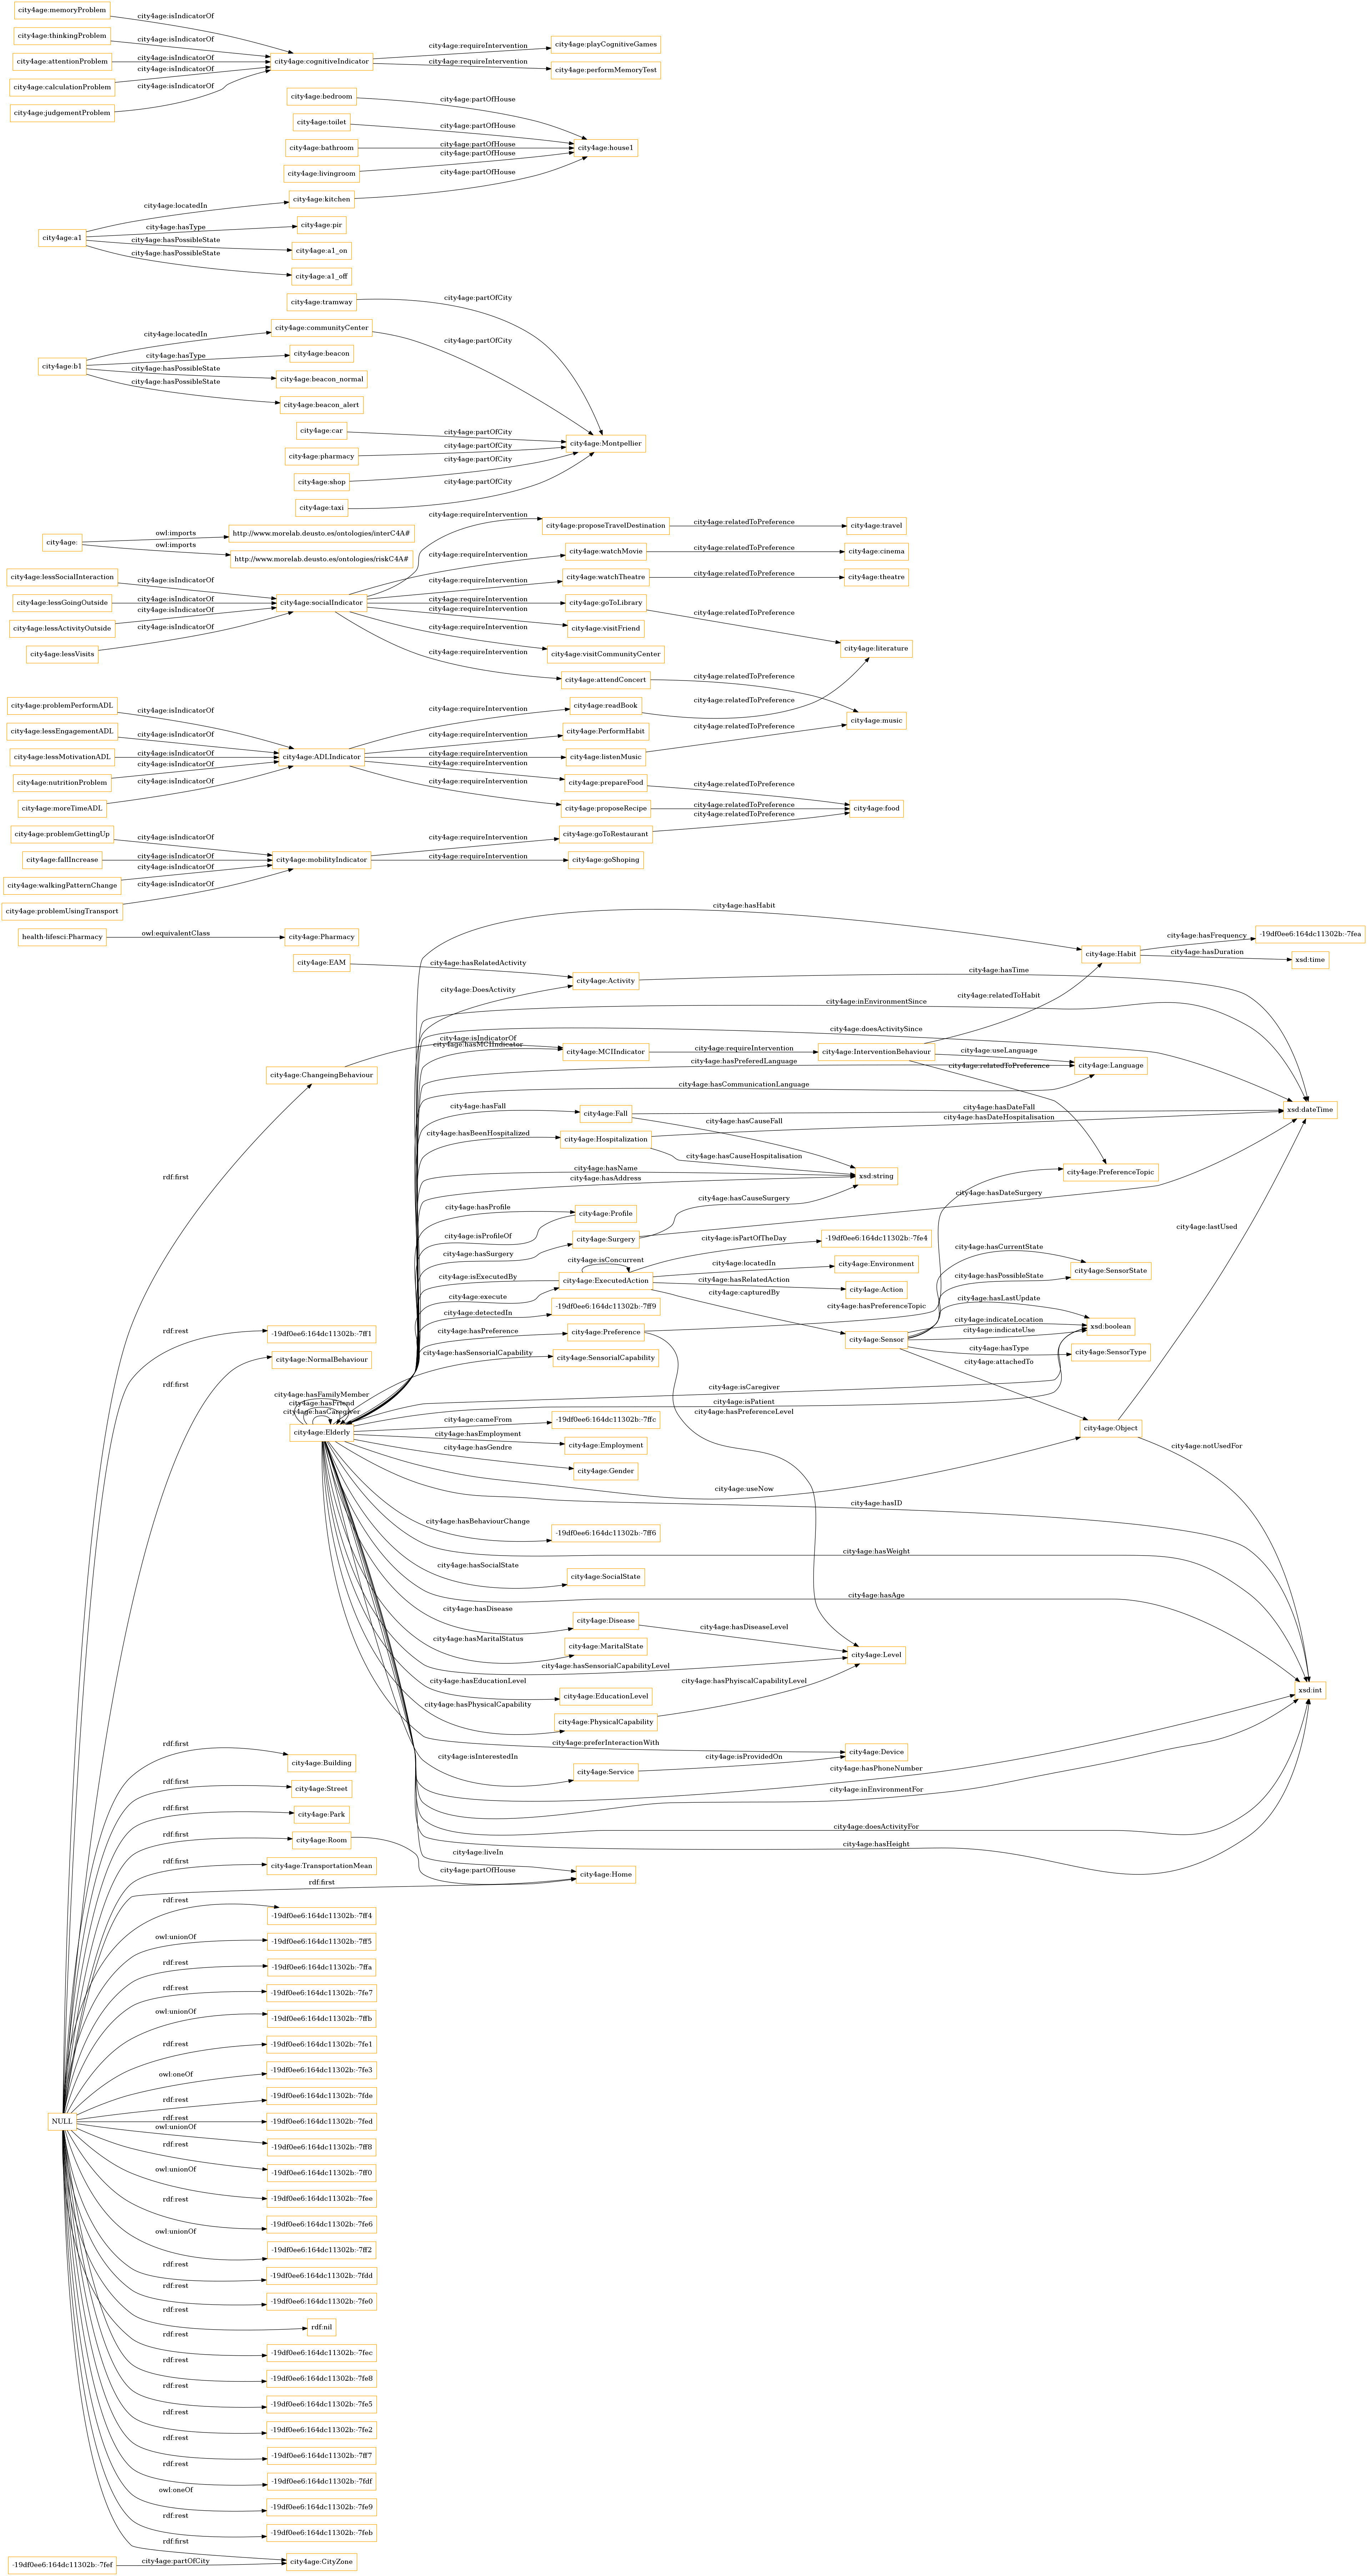 city4age:memoryProblem
city4age:isIndicatorOf
city4age:thinkingProblem
city4age:isIndicatorOf
city4age:attentionProblem
city4age:isIndicatorOf
city4age:calculationProblem
city4age:isIndicatorOf
city4age:judgementProblem
city4age:isIndicatorOf
city4age:cognitiveIndicator
city4age:requireIntervention
city4age:playCognitiveGames
city4age:requireIntervention
city4age:performMemoryTest
city4age:bedroom
city4age:partOfHouse
city4age:toilet
city4age:partOfHouse
city4age:bathroom
city4age:partOfHouse
city4age:livingroom
city4age:partOfHouse
city4age:kitchen
city4age:partOfHouse
city4age:house1
city4age:a1
city4age:locatedIn
city4age:hasType
city4age:pir
city4age:hasPossibleState
city4age:a1_on
city4age:hasPossibleState
city4age:a1_off
city4age:tramway
city4age:partOfCity
city4age:communityCenter
city4age:partOfCity
city4age:b1
city4age:locatedIn
city4age:hasType
city4age:beacon
city4age:hasPossibleState
city4age:beacon_normal
city4age:hasPossibleState
city4age:beacon_alert
city4age:car
city4age:partOfCity
city4age:pharmacy
city4age:partOfCity
city4age:shop
city4age:partOfCity
city4age:taxi
city4age:partOfCity
city4age:Montpellier
city4age:
owl:imports
http://www.morelab.deusto.es/ontologies/interC4A#
owl:imports
http://www.morelab.deusto.es/ontologies/riskC4A#
city4age:lessSocialInteraction
city4age:isIndicatorOf
city4age:lessGoingOutside
city4age:isIndicatorOf
city4age:lessActivityOutside
city4age:isIndicatorOf
city4age:lessVisits
city4age:isIndicatorOf
city4age:socialIndicator
city4age:requireIntervention
city4age:proposeTravelDestination
city4age:relatedToPreference
city4age:travel
city4age:requireIntervention
city4age:watchMovie
city4age:relatedToPreference
city4age:cinema
city4age:requireIntervention
city4age:watchTheatre
city4age:relatedToPreference
city4age:theatre
city4age:requireIntervention
city4age:goToLibrary
city4age:relatedToPreference
city4age:literature
city4age:requireIntervention
city4age:visitFriend
city4age:requireIntervention
city4age:visitCommunityCenter
city4age:requireIntervention
city4age:attendConcert
city4age:relatedToPreference
city4age:music
city4age:problemPerformADL
city4age:isIndicatorOf
city4age:lessEngagementADL
city4age:isIndicatorOf
city4age:lessMotivationADL
city4age:isIndicatorOf
city4age:nutritionProblem
city4age:isIndicatorOf
city4age:moreTimeADL
city4age:isIndicatorOf
city4age:ADLIndicator
city4age:requireIntervention
city4age:readBook
city4age:relatedToPreference
city4age:requireIntervention
city4age:PerformHabit
city4age:requireIntervention
city4age:listenMusic
city4age:relatedToPreference
city4age:requireIntervention
city4age:prepareFood
city4age:relatedToPreference
city4age:requireIntervention
city4age:proposeRecipe
city4age:relatedToPreference
city4age:food
city4age:problemGettingUp
city4age:isIndicatorOf
city4age:fallIncrease
city4age:isIndicatorOf
city4age:walkingPatternChange
city4age:isIndicatorOf
city4age:problemUsingTransport
city4age:isIndicatorOf
city4age:mobilityIndicator
city4age:requireIntervention
city4age:goToRestaurant
city4age:relatedToPreference
city4age:requireIntervention
city4age:goShoping
health-lifesci:Pharmacy
owl:equivalentClass
city4age:Pharmacy
city4age:EAM
city4age:hasRelatedActivity
city4age:Activity
city4age:hasTime
city4age:hasHabit
city4age:Habit
city4age:hasFrequency
-19df0ee6:164dc11302b:-7fea
city4age:hasDuration
xsd:time
city4age:DoesActivity
city4age:inEnvironmentSince
city4age:doesActivitySince
city4age:relatedToHabit
city4age:ChangeingBehaviour
city4age:isIndicatorOf
city4age:hasMCIIndicator
city4age:MCIIndicator
city4age:requireIntervention
city4age:InterventionBehaviour
city4age:useLanguage
city4age:relatedToPreference
city4age:Language
city4age:hasPreferedLanguage
city4age:hasCommunicationLanguage
city4age:hasFall
city4age:Fall
city4age:hasDateFall
city4age:hasCauseFall
xsd:dateTime
city4age:hasBeenHospitalized
city4age:Hospitalization
city4age:hasDateHospitalisation
city4age:hasCauseHospitalisation
city4age:hasName
city4age:hasAddress
xsd:string
city4age:PreferenceTopic
city4age:hasProfile
city4age:Profile
city4age:isProfileOf
city4age:hasSurgery
city4age:Surgery
city4age:hasCauseSurgery
city4age:hasDateSurgery
city4age:lastUsed
city4age:isConcurrent
city4age:isExecutedBy
city4age:ExecutedAction
city4age:execute
city4age:isPartOfTheDay
-19df0ee6:164dc11302b:-7fe4
city4age:locatedIn
city4age:Environment
city4age:hasRelatedAction
city4age:Action
city4age:capturedBy
city4age:hasPreferenceTopic
city4age:detectedIn
-19df0ee6:164dc11302b:-7ff9
city4age:hasPreference
city4age:Preference
city4age:Sensor
city4age:hasCurrentState
city4age:SensorState
city4age:hasPossibleState
city4age:hasLastUpdate
city4age:indicateLocation
city4age:indicateUse
xsd:boolean
city4age:hasType
city4age:SensorType
city4age:attachedTo
city4age:hasSensorialCapability
city4age:SensorialCapability
city4age:isCaregiver
city4age:isPatient
city4age:hasPreferenceLevel
city4age:hasFamilyMember
city4age:hasFriend
city4age:hasCaregiver
city4age:Elderly
city4age:cameFrom
-19df0ee6:164dc11302b:-7ffc
city4age:hasEmployment
city4age:Employment
city4age:hasGendre
city4age:Gender
city4age:useNow
city4age:Object
city4age:notUsedFor
city4age:hasID
city4age:hasBehaviourChange
-19df0ee6:164dc11302b:-7ff6
city4age:hasWeight
city4age:hasSocialState
city4age:SocialState
city4age:hasAge
city4age:hasDisease
city4age:Disease
city4age:hasDiseaseLevel
city4age:hasMaritalStatus
city4age:MaritalState
city4age:Level
city4age:hasSensorialCapabilityLevel
city4age:hasEducationLevel
city4age:EducationLevel
city4age:hasPhyiscalCapabilityLevel
city4age:hasPhysicalCapability
city4age:PhysicalCapability
xsd:int
city4age:preferInteractionWith
city4age:Device
city4age:isInterestedIn
city4age:Service
city4age:isProvidedOn
city4age:hasPhoneNumber
city4age:inEnvironmentFor
city4age:doesActivityFor
city4age:hasHeight
city4age:liveIn
city4age:partOfHouse
city4age:Home
rdf:first
rdf:rest
-19df0ee6:164dc11302b:-7ff1
rdf:first
city4age:NormalBehaviour
rdf:first
city4age:Building
rdf:first
city4age:Street
rdf:first
city4age:Park
rdf:first
city4age:Room
rdf:first
city4age:TransportationMean
rdf:first
rdf:rest
-19df0ee6:164dc11302b:-7ff4
owl:unionOf
-19df0ee6:164dc11302b:-7ff5
rdf:rest
-19df0ee6:164dc11302b:-7ffa
rdf:rest
-19df0ee6:164dc11302b:-7fe7
owl:unionOf
-19df0ee6:164dc11302b:-7ffb
rdf:rest
-19df0ee6:164dc11302b:-7fe1
owl:oneOf
-19df0ee6:164dc11302b:-7fe3
rdf:rest
-19df0ee6:164dc11302b:-7fde
NULL
rdf:rest
-19df0ee6:164dc11302b:-7fed
owl:unionOf
-19df0ee6:164dc11302b:-7ff8
rdf:rest
-19df0ee6:164dc11302b:-7ff0
owl:unionOf
-19df0ee6:164dc11302b:-7fee
rdf:rest
-19df0ee6:164dc11302b:-7fe6
owl:unionOf
-19df0ee6:164dc11302b:-7ff2
rdf:rest
-19df0ee6:164dc11302b:-7fdd
rdf:rest
-19df0ee6:164dc11302b:-7fe0
rdf:rest
rdf:nil
rdf:rest
-19df0ee6:164dc11302b:-7fec
rdf:rest
-19df0ee6:164dc11302b:-7fe8
rdf:rest
-19df0ee6:164dc11302b:-7fe5
rdf:rest
-19df0ee6:164dc11302b:-7fe2
rdf:rest
-19df0ee6:164dc11302b:-7ff7
rdf:rest
-19df0ee6:164dc11302b:-7fdf
owl:oneOf
-19df0ee6:164dc11302b:-7fe9
rdf:rest
-19df0ee6:164dc11302b:-7feb
rdf:first
city4age:CityZone
-19df0ee6:164dc11302b:-7fef
city4age:partOfCity